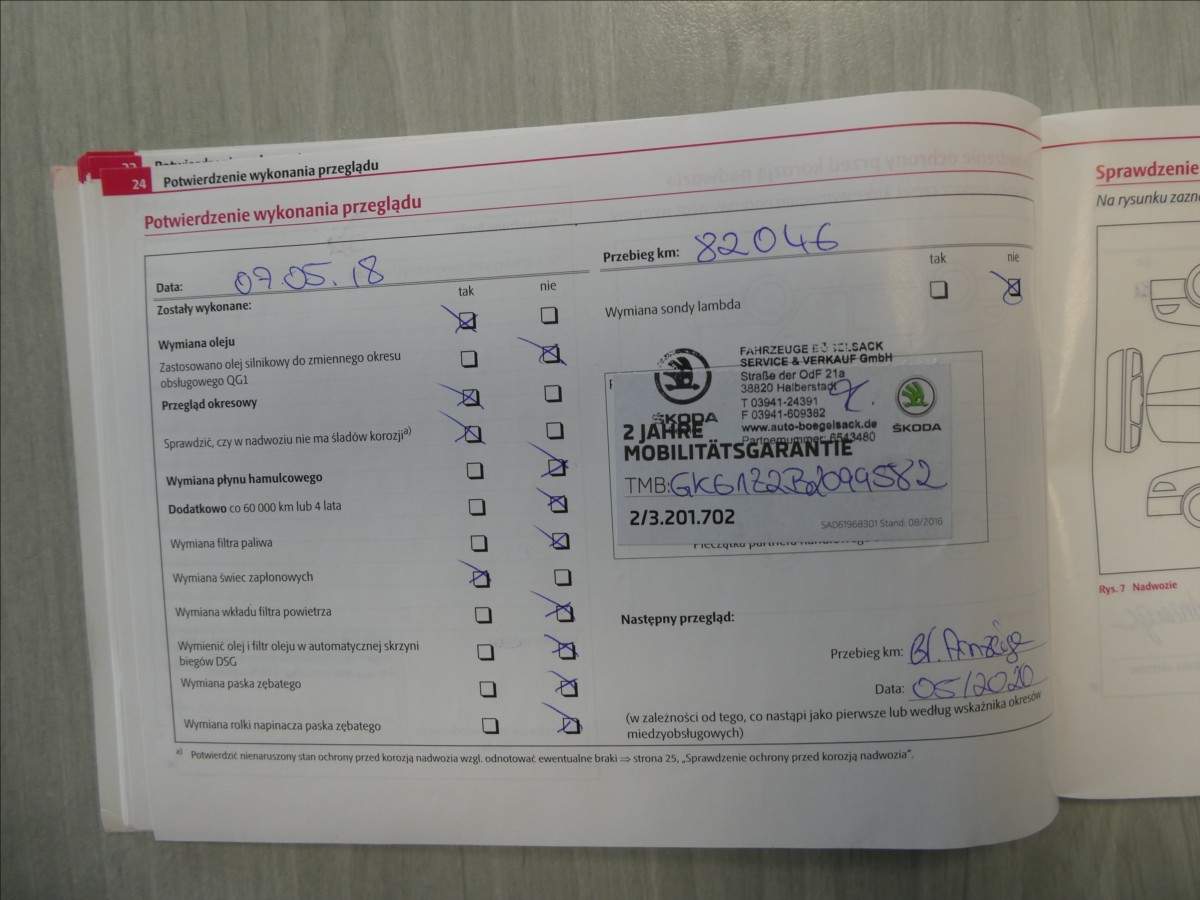 24 Potwierdzenie wykonania przeglądu
Potwierdzenie wykonania przeglądu
Data: 07.05.18
tak nie
Zostały wykonane:
Wymiana oleju
Zastosowano olej silnikowy do zmiennego okresu
obsługowego QG1
Przegląd okresowy
Sprawdzić, czy w nadwoziu nie ma śladów korozji a)
Wymiana płynu hamulcowego
Dodatkowo co 60 000 km lub 4 lata
Wymiana filtra paliwa
Wymiana świec zapłonowych
Wymiana wkładu filtra powietrza
Wymienić olej i filtr oleju w automatycznej skrzyni
biegów DSG
Wymiana paska zębatego
Wymiana rolki napinacza paska zębatego
Przebieg km: 82046
tak nie
Wymiana sondy lambda
FAHRZEUGE
SERVICE & VERKAUF GmbH
Straße der OdF 21a
38820 Halberstadt
T 03941-24391
F 03941-609382
www.auto-boegelsack.de
Partnernummer: 6543480
ŠKODA
ŠKODA
2 JAHRE
MOBILITÄTSGARANTIE
TMB:
2/3.201.702
SAD61968301 Stand: 08/2016
Następny przegląd:
Przebieg km:
Data: 05/2020
(w zależności od tego, co nastąpi jako pierwsze lub według wskaźnika okresów
miedzyobsługowych)
a) Potwierdzić nienaruszony stan ochrony przed korozją nadwozia wzgl. odnotować ewentualne braki ⇒ strona 25, „Sprawdzenie ochrony przed korozją nadwozia”.
Sprawdzenie
Na rysunku
Rys. 7 Nadwozie